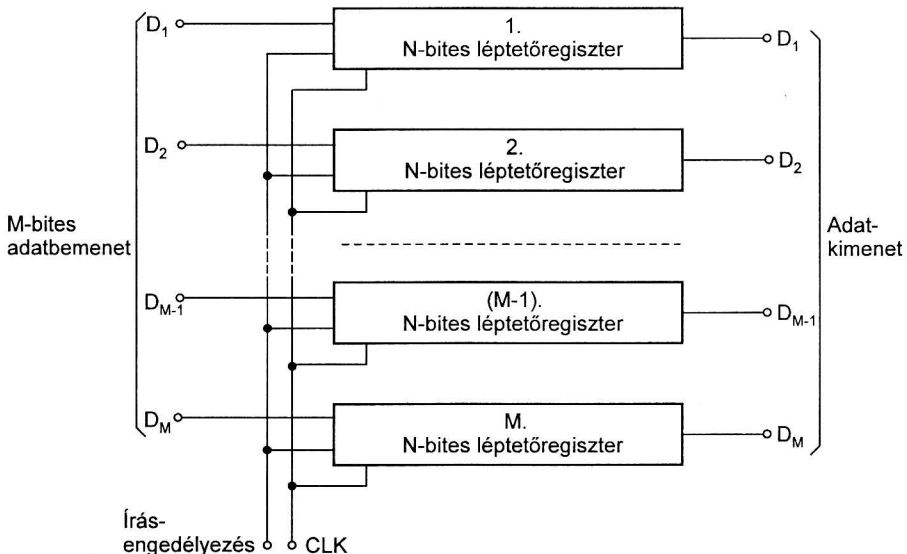 D1
1.
N-bites léptetőregiszter
D1
D2
2.
N-bites léptetőregiszter
D2
M-bites
adatbemenet
Adat-
kimenet
DM-1
(M-1).
N-bites léptetőregiszter
DM-1
DM
M.
N-bites léptetőregiszter
DM
Írás-
engedélyezés
CLK